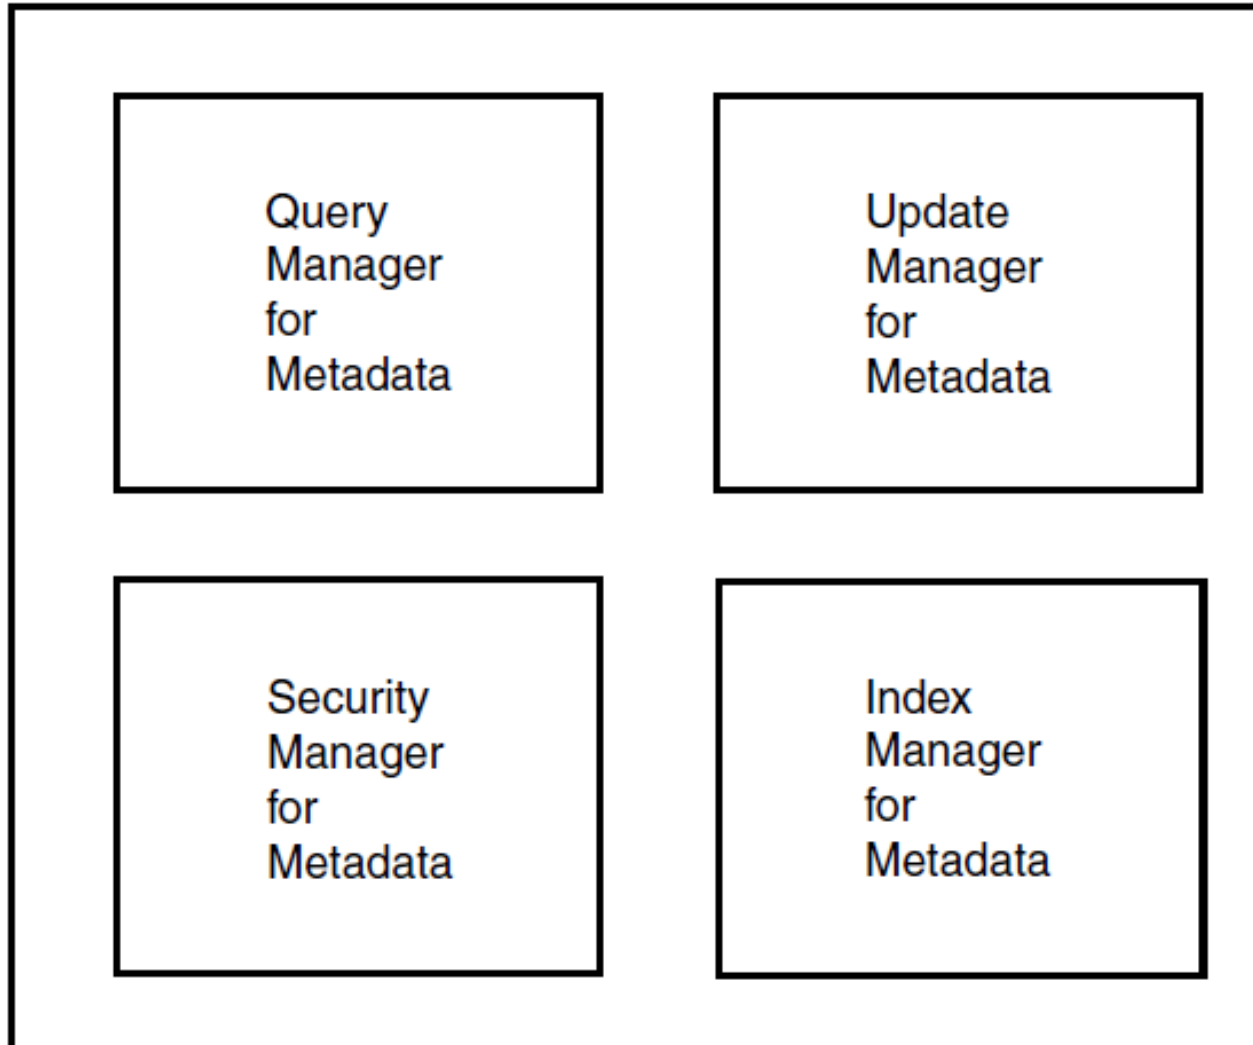 Query
Manager
for
Metadata
Update
Manager
for
Metadata
Security
Manager
for
Metadata
Index
Manager
for
Metadata